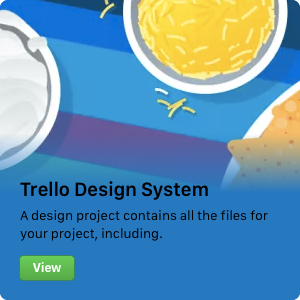 Trello Design System
A design project contains all the files for
your project, including.
View